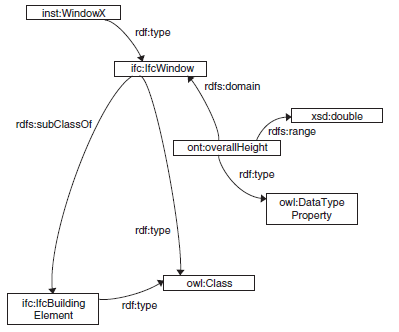 inst:WindowX
rdf:type
ifc:IfcWindow
rdfs:domain
xsd:double
rdfs:range
rdfs:subClassOf
ont:overallHeight
rdf:type
owl:DataType
Property
rdf:type
owl:Class
ifc:IfcBuilding
Element
rdf:type